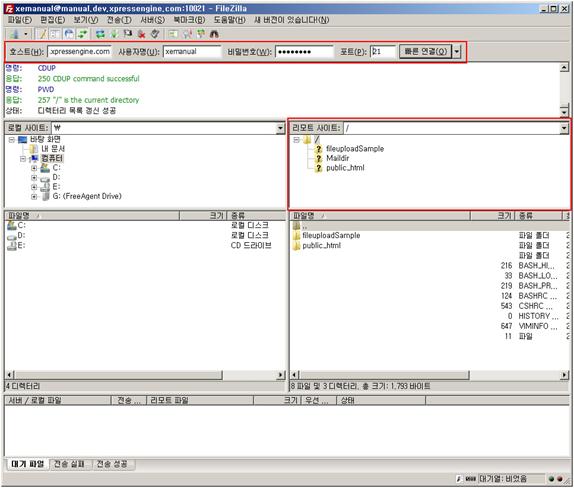 xemanual@manual,dev,xpressengine,com:10021 - FileZilla
파일(F) 편집(E) 보기(V) 전송(T) 서버(S) 북마크(B) 도움말(H) 새 버전이 있습니다(N)
호스트(H): .xpressengine.com 사용자명(U): xemanual 비밀번호(W): ●●●●●●●● 포트(P): 21 빠른 연결(Q)
명령: CDUP
응답: 250 CDUP command successful
명령: PWD
응답: 257 "/" is the current directory
상태: 디렉터리 목록 갱신 성공
로컬 사이트: ₩
바탕 화면
내 문서
컴퓨터
C:
D:
E:
G: (FreeAgent Drive)
리모트 사이트: /
/
fileuploadSample
Maildir
public_html
파일명 크기 종류
C: 로컬 디스크
D: 로컬 디스크
E: CD 드라이브
4 디렉터리
파일명 크기 종류
..
fileuploadSample 파일 폴더
public_html 파일 폴더
파일 폴더
216 BASH_HI...
33 BASH_LO...
219 BASH_PR...
124 BASHRC ...
543 CSHRC ...
0 HISTORY ...
647 VIMINFO ...
11 파일
8 파일 및 3 디렉터리. 총 크기: 1,793 바이트
서버 / 로컬 파일 전송 ... 리모트 파일 크기 우선 ... 상태
대기 파일 전송 실패 전송 성공
대기열: 비었음